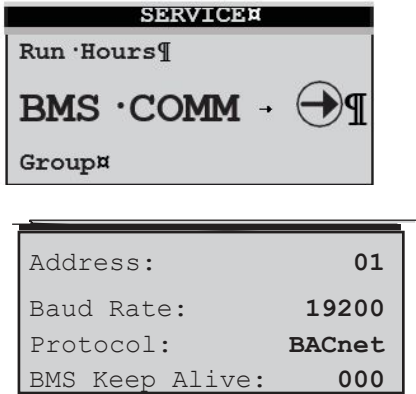 SERVICE¤
Run·Hours¶
BMS·COMM → ¶
Group¤
Address: 01
Baud Rate: 19200
Protocol: BACnet
BMS Keep Alive: 000